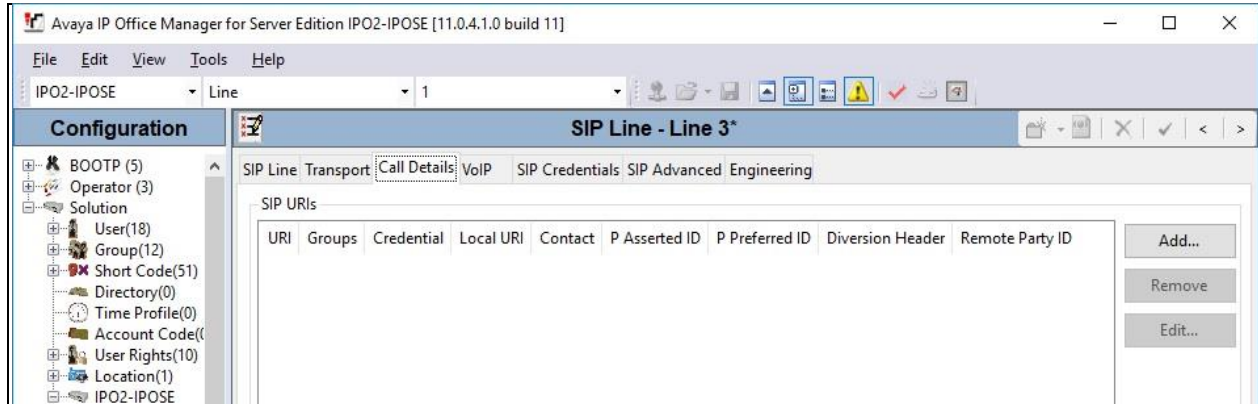 Avaya IP Office Manager for Server Edition IPO2-IPOSE [11.0.4.1.0 build 11]
File Edit View Tools Help
IPO2-IPOSE Line 1
Configuration
SIP Line - Line 3*
BOOTP (5)
Operator (3)
Solution
User(18)
Group(12)
Short Code(51)
Directory(0)
Time Profile(0)
Account Code(
User Rights(10)
Location(1)
IPO2-IPOSE
SIP Line Transport Call Details VoIP SIP Credentials SIP Advanced Engineering
SIP URIs
URI Groups Credential Local URI Contact P Asserted ID P Preferred ID Diversion Header Remote Party ID
Add...
Remove
Edit...